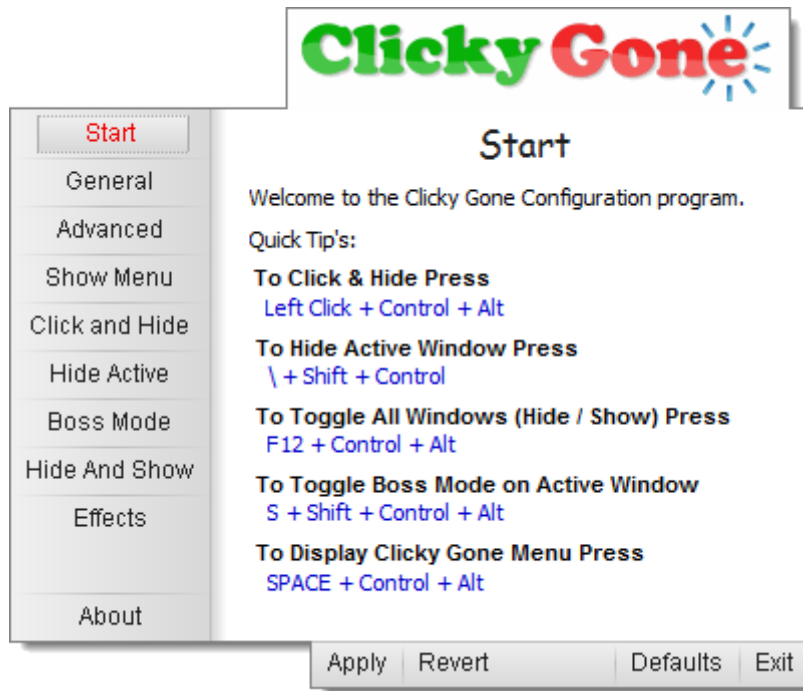 Clicky Gone
Start
General
Advanced
Show Menu
Click and Hide
Hide Active
Boss Mode
Hide And Show
Effects
About
Start
Welcome to the Clicky Gone Configuration program.
Quick Tip's:
To Click & Hide Press
Left Click + Control + Alt
To Hide Active Window Press
\ + Shift + Control
To Toggle All Windows (Hide / Show) Press
F12 + Control + Alt
To Toggle Boss Mode on Active Window
S + Shift + Control + Alt
To Display Clicky Gone Menu Press
SPACE + Control + Alt
Apply Revert Defaults Exit